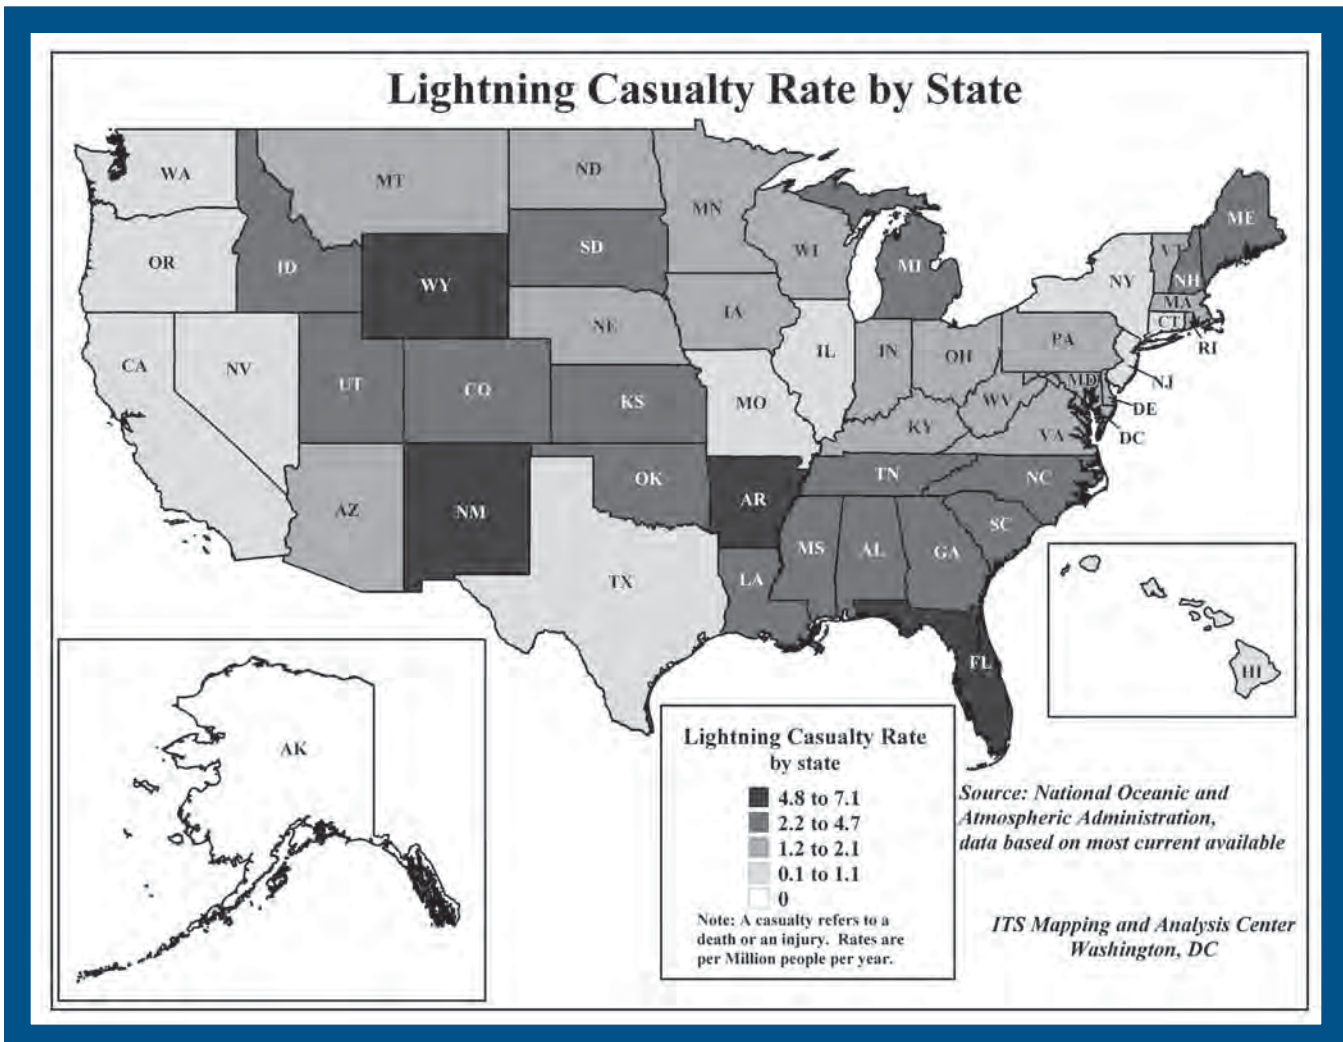 Lightning Casualty Rate by State
WA
MT
ND
MN
ME
OR
ID
WY
SD
WI
MI
VT
NH
NY
MA
CT
RI
CA
NV
UT
CO
NE
IA
IL
IN
OH
PA
NJ
MD
DE
DC
KS
MO
WV
VA
KY
AZ
NM
OK
AR
TN
NC
SC
TX
LA
MS
AL
GA
FL
HI
AK
Lightning Casualty Rate
by state
4.8 to 7.1
2.2 to 4.7
1.2 to 2.1
0.1 to 1.1
0
Note: A casualty refers to a
death or an injury. Rates are
per Million people per year.
Source: National Oceanic and
Atmospheric Administration,
data based on most current available
ITS Mapping and Analysis Center
Washington, DC